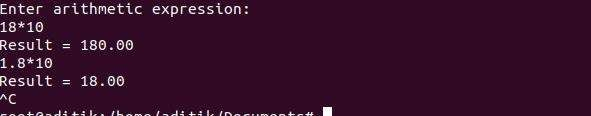 Enter arithmetic expression:
18*10
Result = 180.00
1.8*10
Result = 18.00
^C
root@aditik:/home/aditik/Documents#